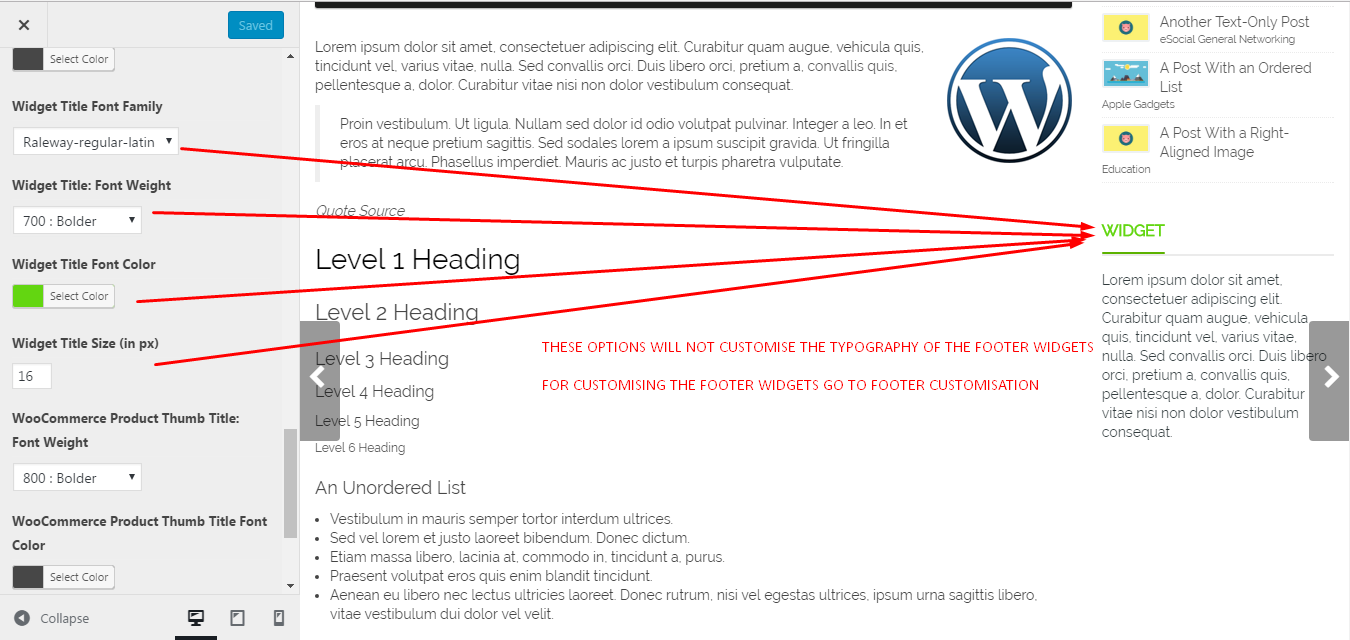 Saved
Select Color
Widget Title Font Family
Raleway-regular-latin
Widget Title: Font Weight
700 : Bolder
Widget Title Font Color
Select Color
Widget Title Size (in px)
16
WooCommerce Product Thumb Title:
Font Weight
800 : Bolder
WooCommerce Product Thumb Title Font
Color
Select Color
Collapse
Lorem ipsum dolor sit amet, consectetuer adipiscing elit. Curabitur quam augue, vehicula quis,
tincidunt vel, varius vitae, nulla. Sed convallis orci. Duis libero orci, pretium a, convallis quis,
pellentesque a, dolor. Curabitur vitae nisi non dolor vestibulum consequat.
Proin vestibulum. Ut ligula. Nullam sed dolor id odio volutpat pulvinar. Integer a leo. In et
eros at neque pretium sagittis. Sed sodales lorem a ipsum suscipit gravida. Ut fringilla
placerat arcu. Phasellus imperdiet. Mauris ac justo et turpis pharetra vulputate.
Quote Source
Level 1 Heading
Level 2 Heading
Level 3 Heading
Level 4 Heading
Level 5 Heading
Level 6 Heading
THESE OPTIONS WILL NOT CUSTOMISE THE TYPOGRAPHY OF THE FOOTER WIDGETS
FOR CUSTOMISING THE FOOTER WIDGETS GO TO FOOTER CUSTOMISATION
An Unordered List
Vestibulum in mauris semper tortor interdum ultrices.
Sed vel lorem et justo laoreet bibendum. Donec dictum.
Etiam massa libero, lacinia at, commodo in, tincidunt a, purus.
Praesent volutpat eros quis enim blandit tincidunt.
Aenean eu libero nec lectus ultricies laoreet. Donec rutrum, nisi vel egestas ultrices, ipsum urna sagittis libero,
vitae vestibulum dui dolor vel velit.
Another Text-Only Post
eSocial General Networking
A Post With an Ordered
List
Apple Gadgets
A Post With a Right-
Aligned Image
Education
WIDGET
Lorem ipsum dolor sit amet,
consectetuer adipiscing elit.
Curabitur quam augue, vehicula
quis, tincidunt vel, varius vitae,
nulla. Sed convallis orci. Duis libero
orci, pretium a, convallis quis,
pellentesque a, dolor. Curabitur
vitae nisi non dolor vestibulum
consequat.